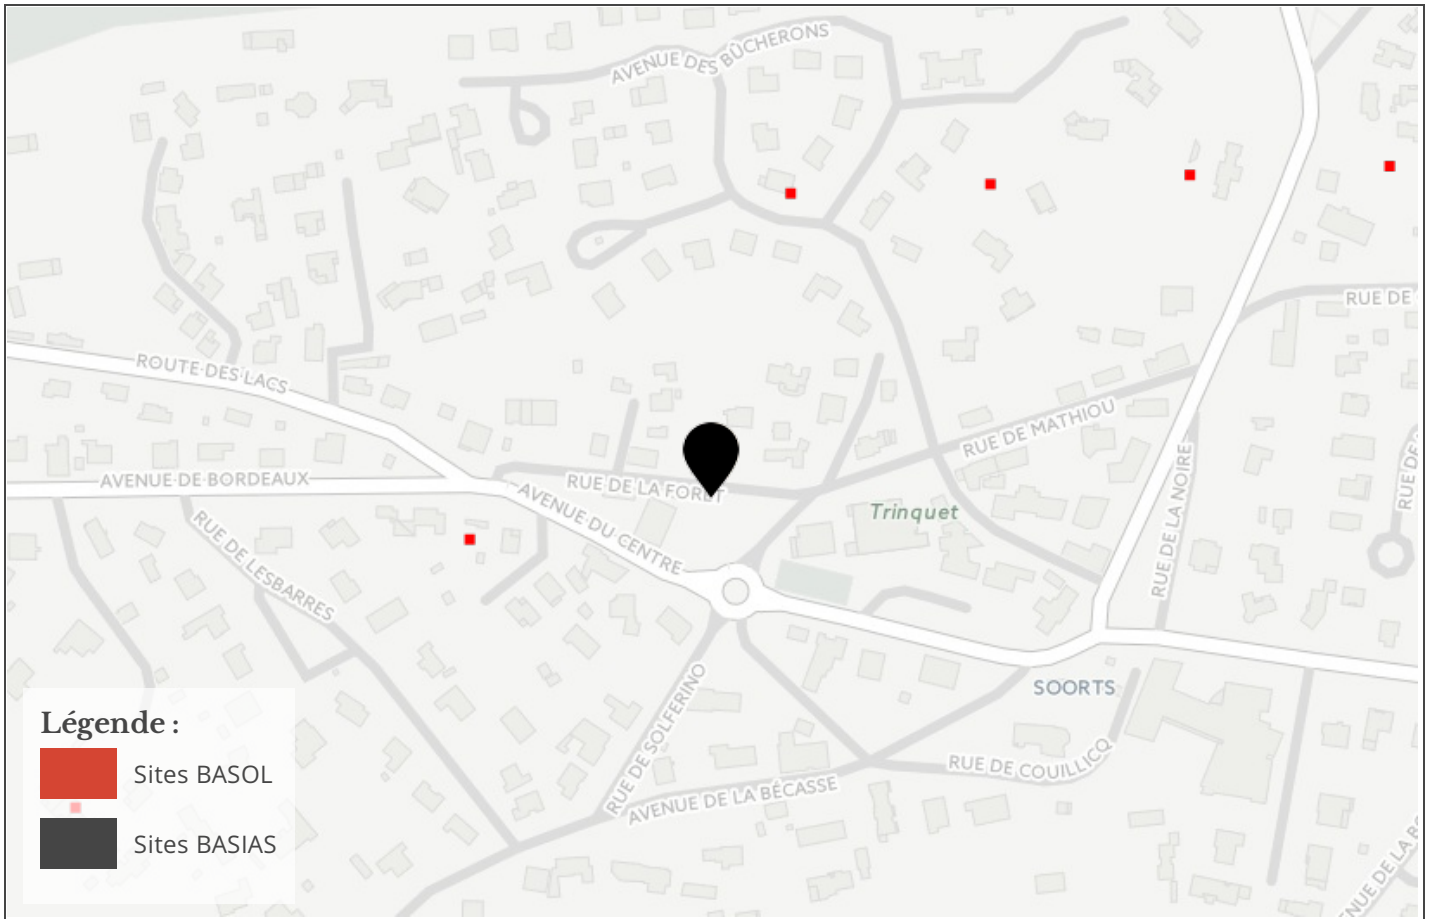 AVENUE DES BÛCHERONS
RUE DE
ROUTE DES LACS
RUE DE MATHIOU
AVENUE DE BORDEAUX
RUE DE LA FORÊT
AVENUE DU CENTRE
Trinquet
RUE DE LA NOIRE
RUE DE
RUE DE LESBARRES
SOORTS
RUE DE SOLFERINO
RUE DE COUILLICQ
AVENUE DE LA BÉCASSE
Légende :
Sites BASOL
Sites BASIAS